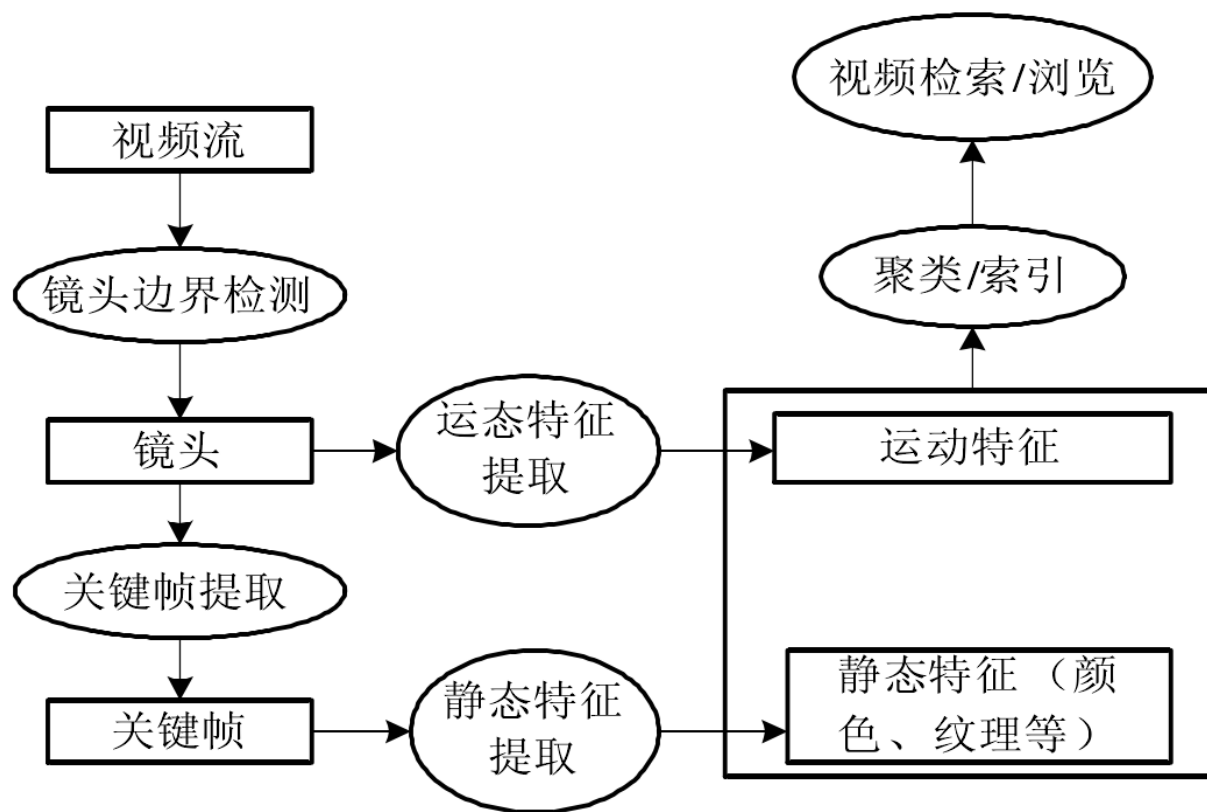 视频检索/浏览
视频流
镜头边界检测
聚类/索引
镜头
运态特征
提取
运动特征
关键帧提取
关键帧
静态特征
提取
静态特征（颜
色、纹理等）